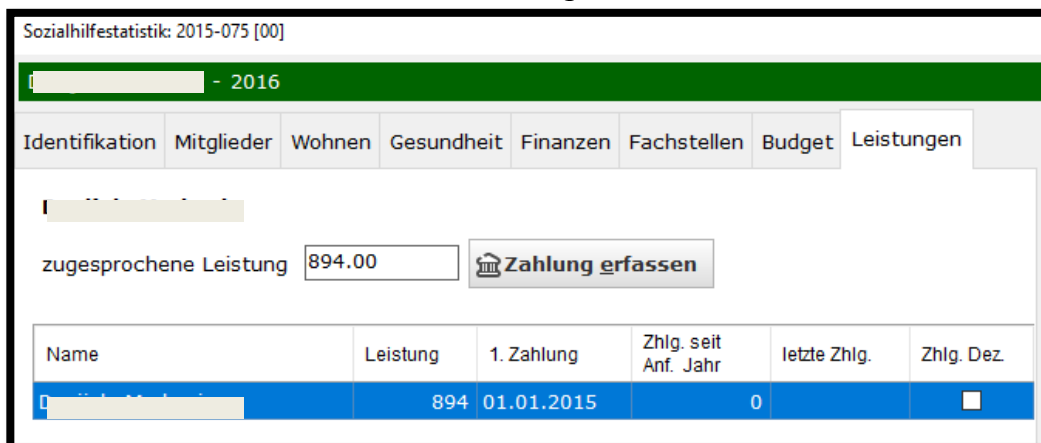 Sozialhilfestatistik: 2015-075 [00]
- 2016
Identifikation Mitglieder Wohnen Gesundheit Finanzen Fachstellen Budget Leistungen
zugesprochene Leistung 894.00 Zahlung erfassen
Name Leistung 1. Zahlung Zhlg. seit Anf. Jahr letzte Zhlg. Zhlg. Dez.
894 01.01.2015 0